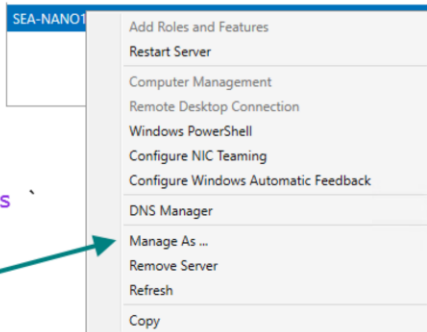 SEA-NANO1
Add Roles and Features
Restart Server
Computer Management
Remote Desktop Connection
Windows PowerShell
Configure NIC Teaming
Configure Windows Automatic Feedback
s `
DNS Manager
Manage As ...
Remove Server
Refresh
Copy